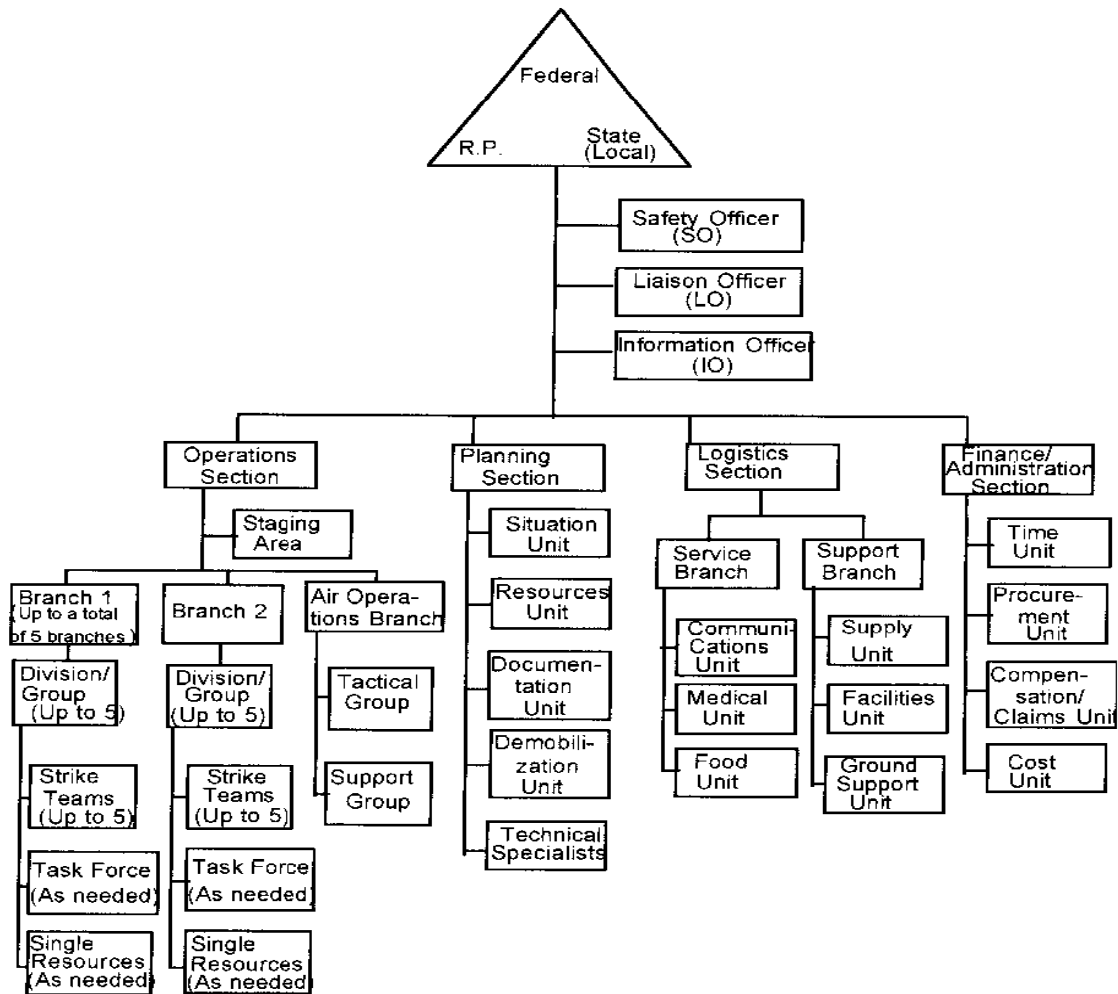 Federal
R.P.
State
(Local)
Safety Officer
(SO)
Liaison Officer
(LO)
Information Officer
(IO)
Operations
Section
Staging
Area
Branch 1
(Up to a total
of 5 branches)
Division/
Group
(Up to 5)
Strike
Teams
(Up to 5)
Task Force
(As needed)
Single
Resources
(As needed)
Branch 2
Division/
Group
(Up to 5)
Strike
Teams
(Up to 5)
Task Force
(As needed)
Single
Resources
(As needed)
Air Opera-
tions Branch
Tactical
Group
Support
Group
Planning
Section
Situation
Unit
Resources
Unit
Documen-
tation
Unit
Demobili-
zation
Unit
Technical
Specialists
Logistics
Section
Service
Branch
Communi-
Cations
Unit
Medical
Unit
Food
Unit
Support
Branch
Supply
Unit
Facilities
Unit
Ground
Support
Unit
Finance/
Administration
Section
Time
Unit
Procure-
ment
Unit
Compen-
sation/
Claims Unit
Cost
Unit